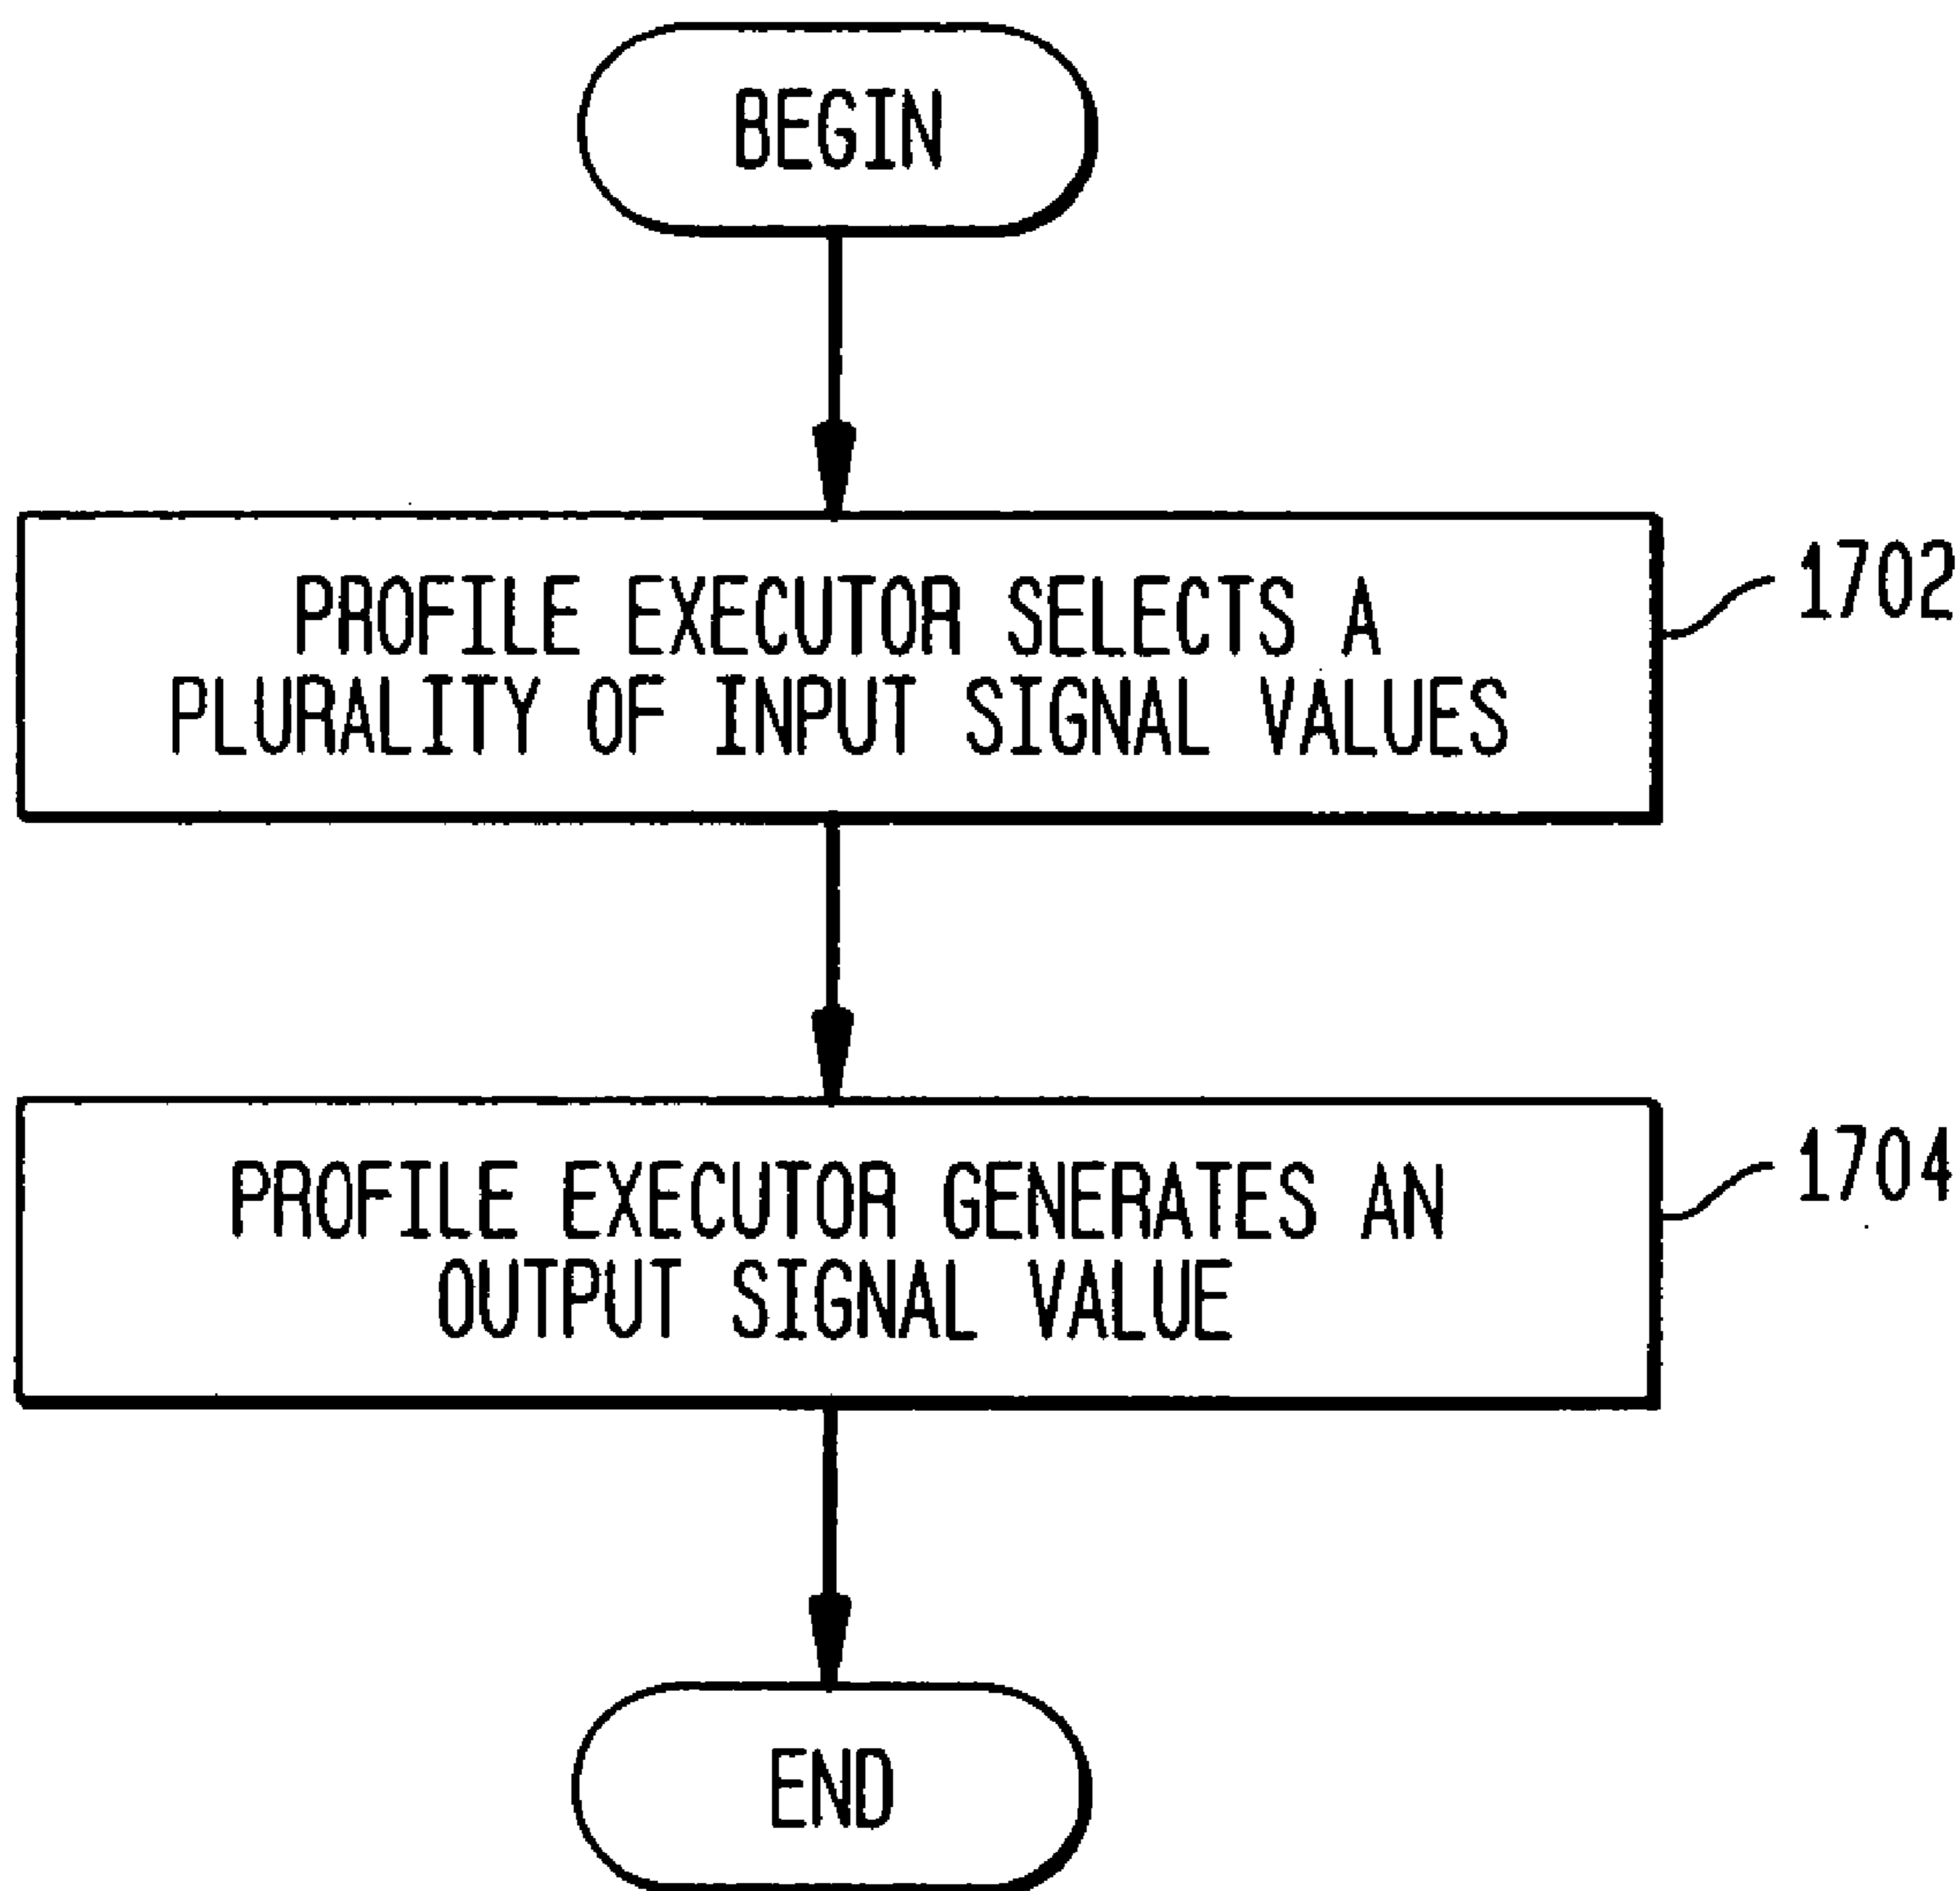 BEGIN
PROFILE EXECUTOR SELECTS A
PLURALITY OF INPUT SIGNAL VALUES
1702
PROFILE EXECUTOR GENERATES AN
OUTPUT SIGNAL VALUE
1704
END